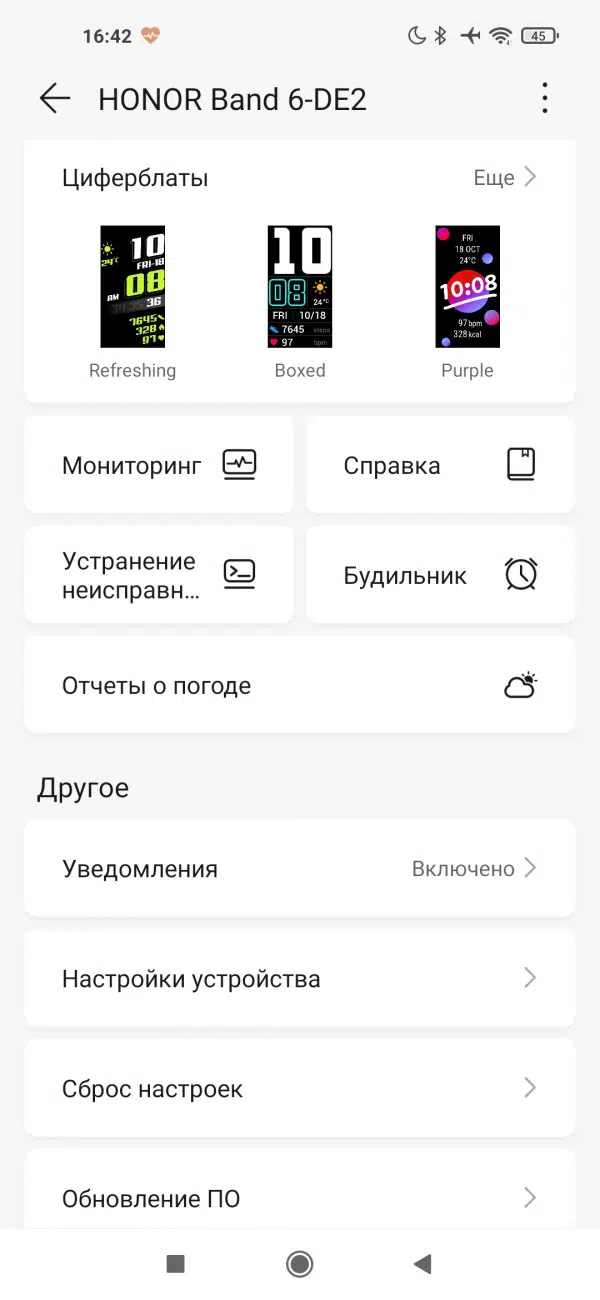 16:42
45
HONOR Band 6-DE2
Циферблаты
Еще
10
24°C
FRI-18
08
AM
36
7645
328
97
10
08
24°C
FRI 10/18
7645 steps
97 bpm
FRI
18 OCT
24°C
10:08
97 bpm
328 kcal
Refreshing
Boxed
Purple
Мониторинг
Справка
Устранение
неисправн...
Будильник
Отчеты о погоде
Другое
Уведомления
Включено
Настройки устройства
Сброс настроек
Обновление ПО